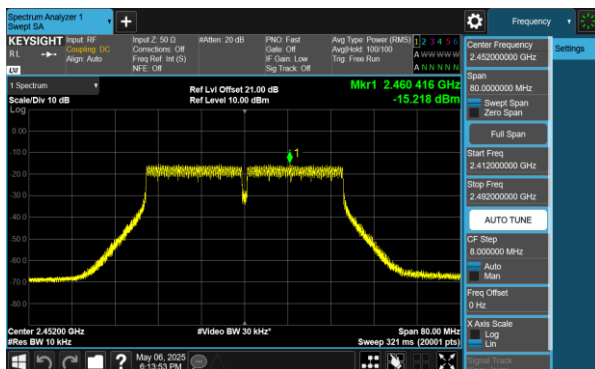 Spectrum Analyzer 1
Swept SA
Frequency
KEYSIGHT
Input: RF
Coupling: DC
Align: Auto
Input Z: 50 Ω
Corrections: Off
Freq Ref: Int (S)
NFE: Off
#Atten: 20 dB
PNO: Fast
Gate: Off
IF Gain: Low
Sig Track: Off
Avg Type: Power (RMS)
Avg|Hold: 100/100
Trig: Free Run
1 2 3 4 5 6
A W W W W W
A N N N N N
R L
LV
1 Spectrum
Scale/Div 10 dB
Ref Lvl Offset 21.00 dB
Ref Level 10.00 dBm
Mkr1 2.460 416 GHz
-15.218 dBm
Log
0.00
-10.0
-20.0
-30.0
-40.0
-50.0
-60.0
-70.0
-80.0
1
Center 2.45200 GHz
#Res BW 10 kHz
#Video BW 30 kHz*
Span 80.00 MHz
Sweep 321 ms (20001 pts)
May 06, 2025
6:13:53 PM
Settings
Center Frequency
2.452000000 GHz
Span
80.0000000 MHz
Swept Span
Zero Span
Full Span
Start Freq
2.412000000 GHz
Stop Freq
2.492000000 GHz
AUTO TUNE
CF Step
8.000000 MHz
Auto
Man
Freq Offset
0 Hz
X Axis Scale
Log
Lin
Signal Track